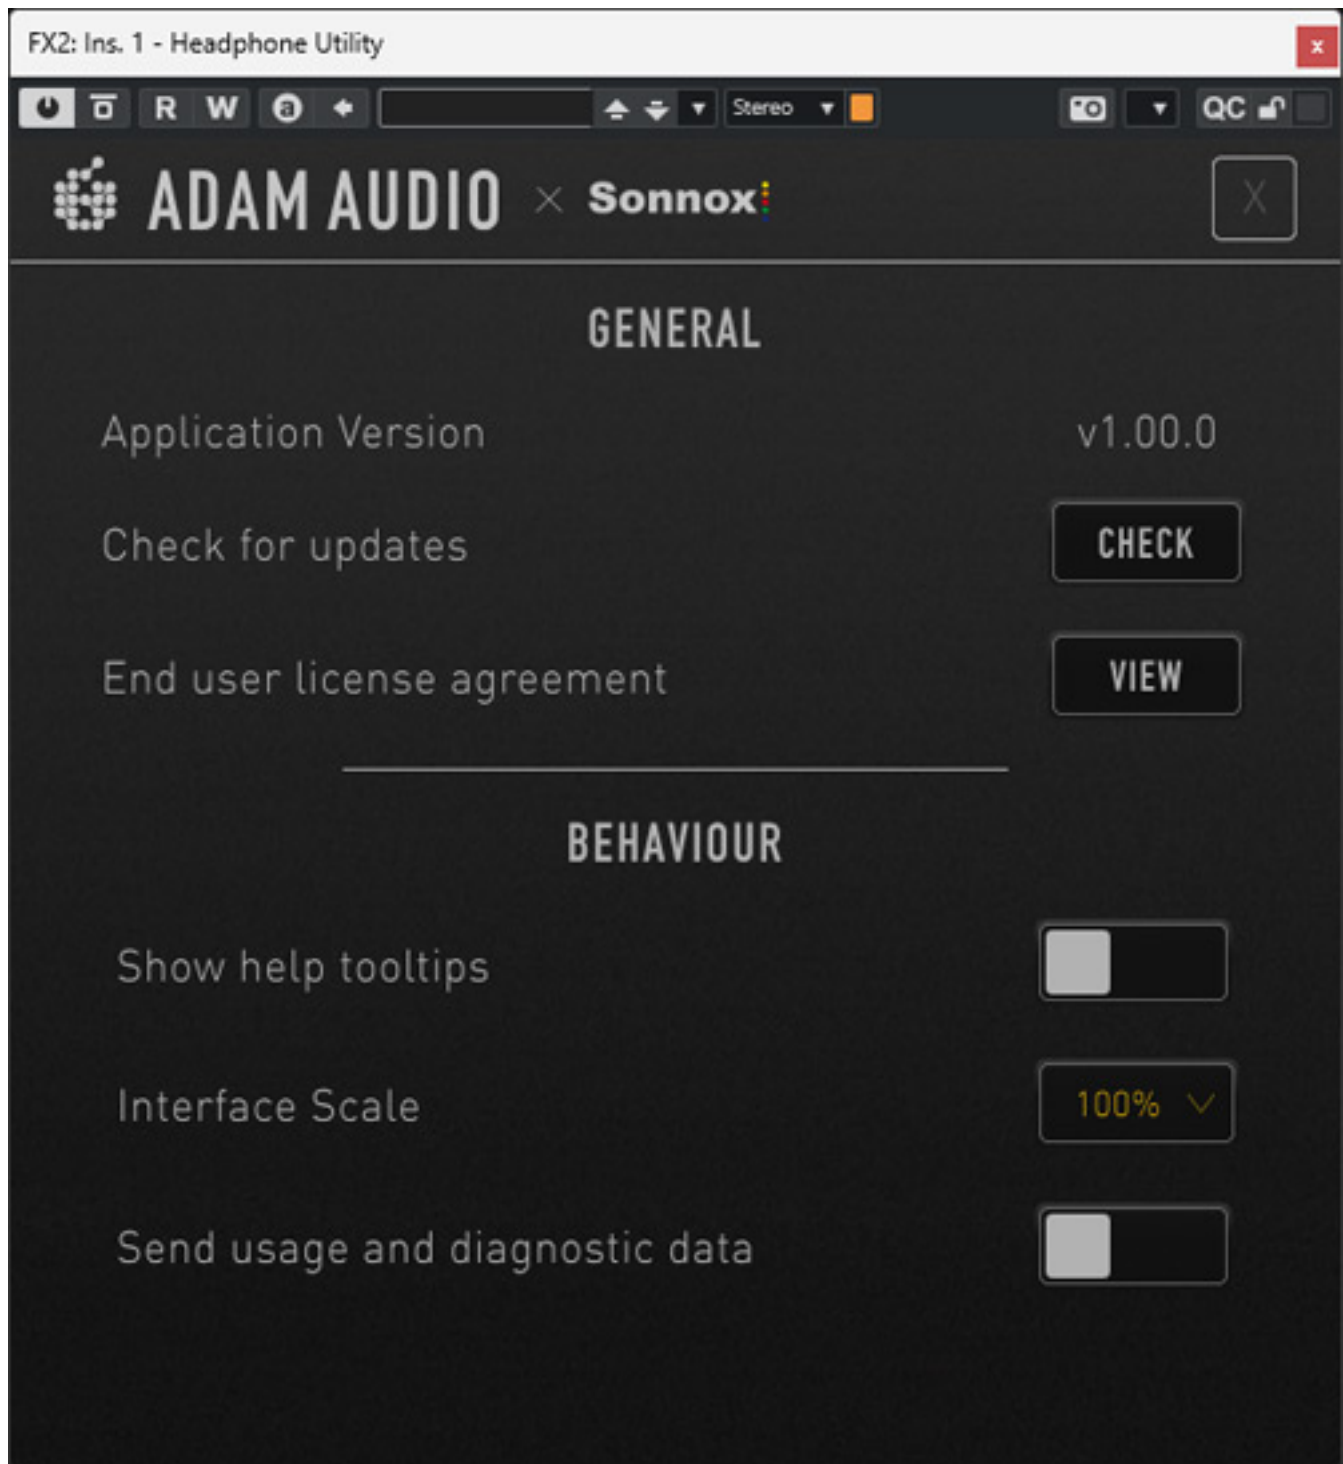 FX2: Ins. 1 - Headphone Utility x
R W a Stereo QC
ADAM AUDIO × Sonnox X
GENERAL
Application Version v1.00.0
Check for updates CHECK
End user license agreement VIEW
BEHAVIOUR
Show help tooltips
Interface Scale 100%
Send usage and diagnostic data